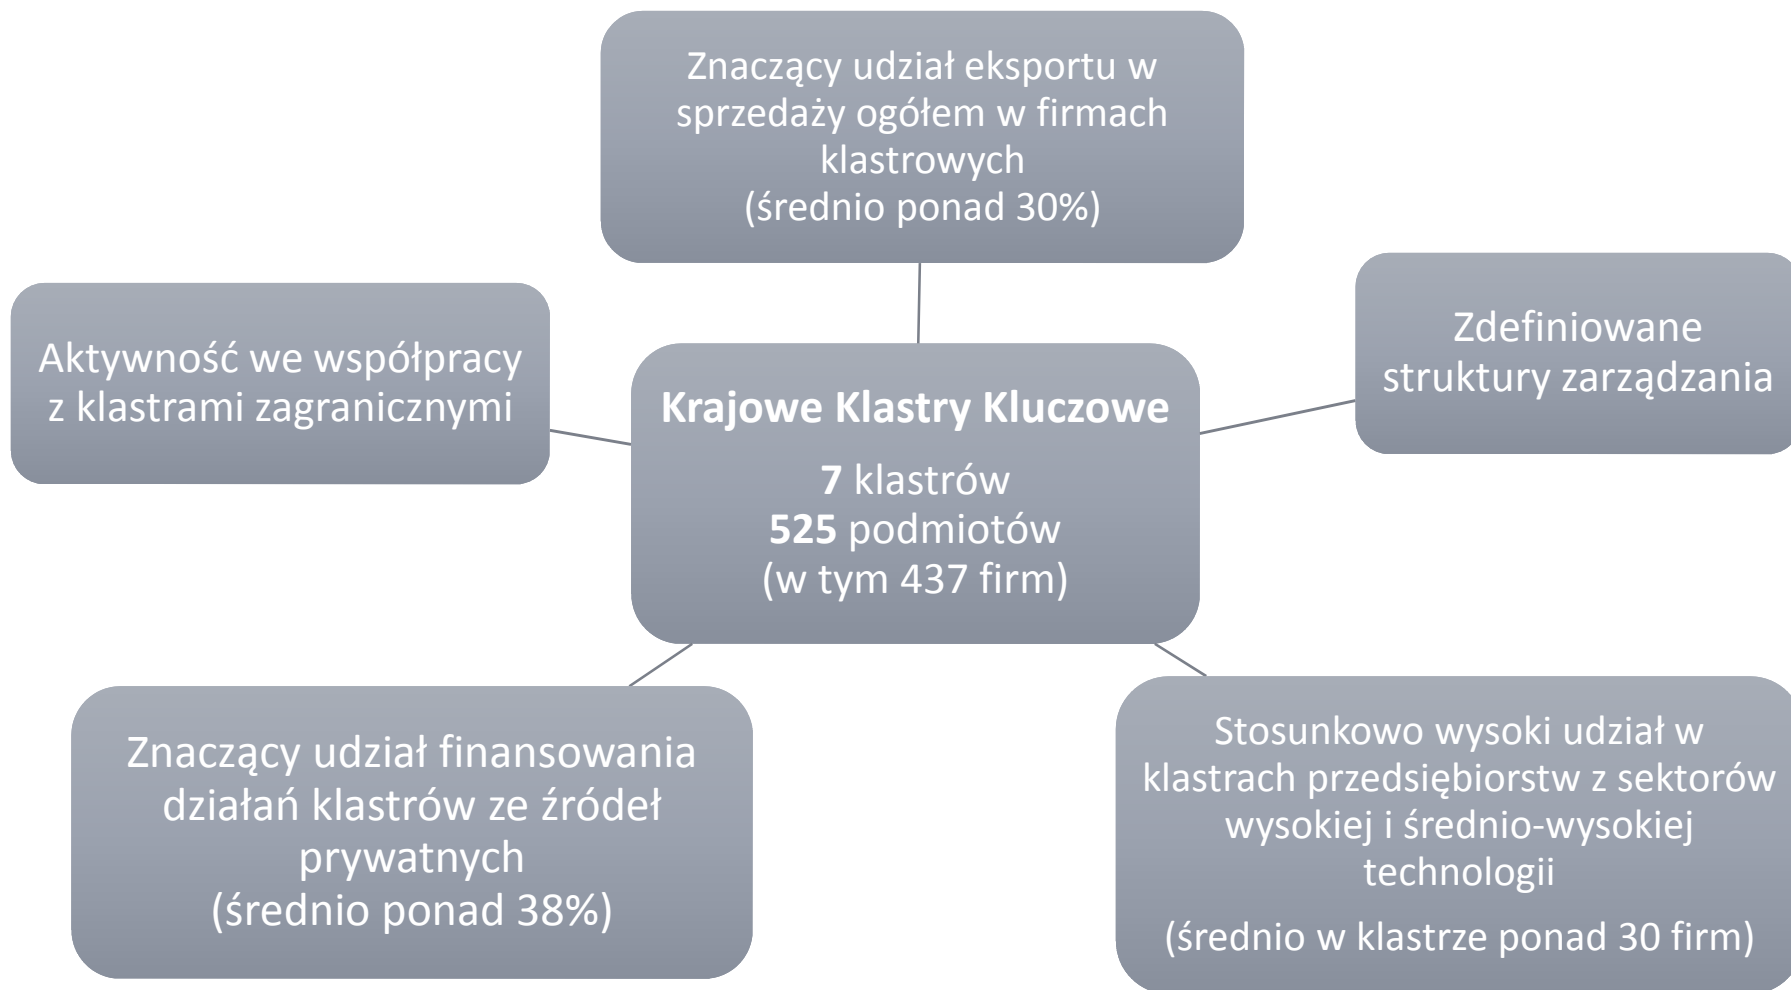 Znaczący udział eksportu w
sprzedaży ogółem w firmach
klastrowych
(średnio ponad 30%)
Aktywność we współpracy
z klastrami zagranicznymi
Krajowe Klastry Kluczowe
7 klastrów
525 podmiotów
(w tym 437 firm)
Zdefiniowane
struktury zarządzania
Znaczący udział finansowania
działań klastrów ze źródeł
prywatnych
(średnio ponad 38%)
Stosunkowo wysoki udział w
klastrach przedsiębiorstw z sektorów
wysokiej i średnio-wysokiej
technologii
(średnio w klastrze ponad 30 firm)